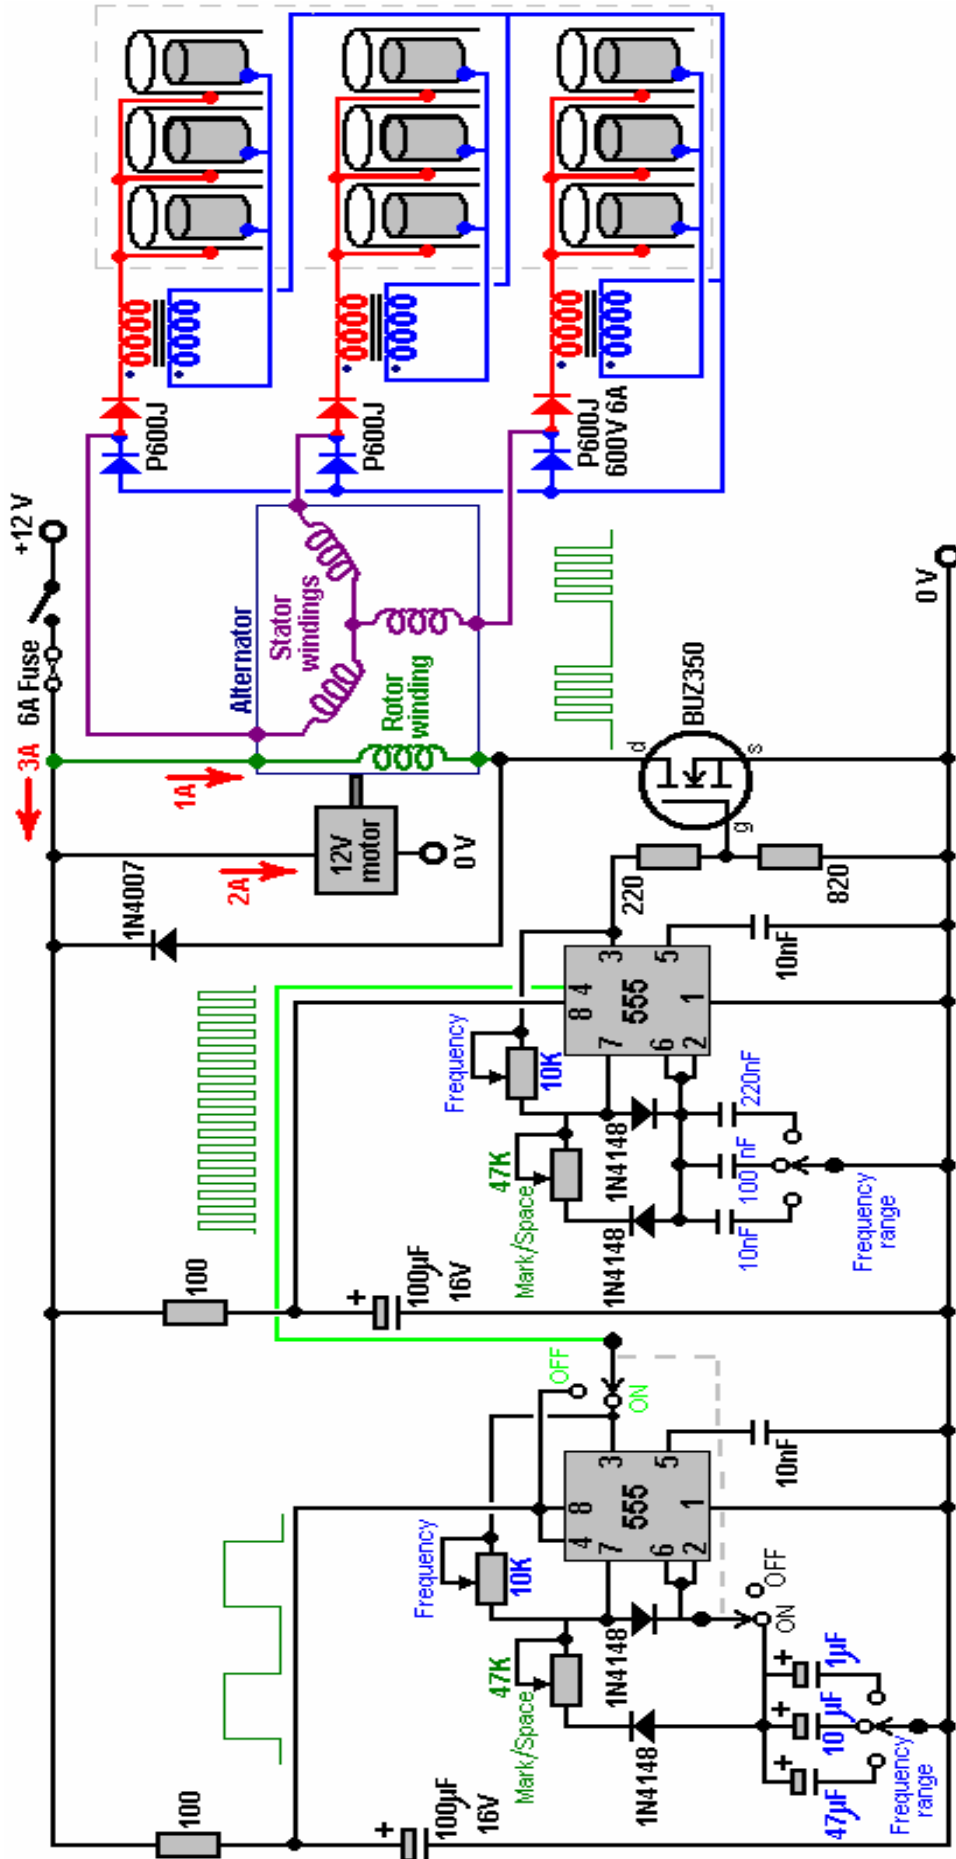 +12 V
6A Fuse
3A
1A
2A
1N4007
12V
motor
0 V
Alternator
Stator
windings
Rotor
winding
P600J
P600J
P600J
600V 6A
d
g
s
BUZ350
0 V
220
820
100
100µF
16V
+
Frequency
10K
47K
Mark/Space
1N4148
1N4148
8
4
7
3
555
6
2
5
1
10nF
10nF
100 nF
220nF
Frequency
range
OFF
ON
100
100µF
16V
+
Frequency
10K
47K
Mark/Space
1N4148
1N4148
4
8
7
3
555
6
2
5
1
10nF
ON
OFF
+
+
+
47µF
10 µF
1µF
Frequency
range